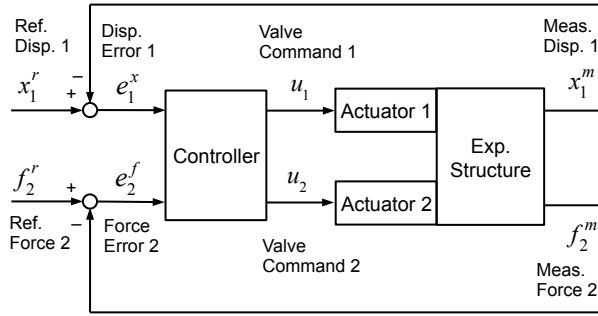 Ref.
Disp. 1
Disp.
Error 1
Valve
Command 1
Meas.
Disp. 1
x_1^r
−
+
e_1^x
u_1
Actuator 1
x_1^m
Controller
Exp.
Structure
f_2^r
+
−
e_2^f
u_2
Actuator 2
f_2^m
Ref.
Force 2
Force
Error 2
Valve
Command 2
Meas.
Force 2